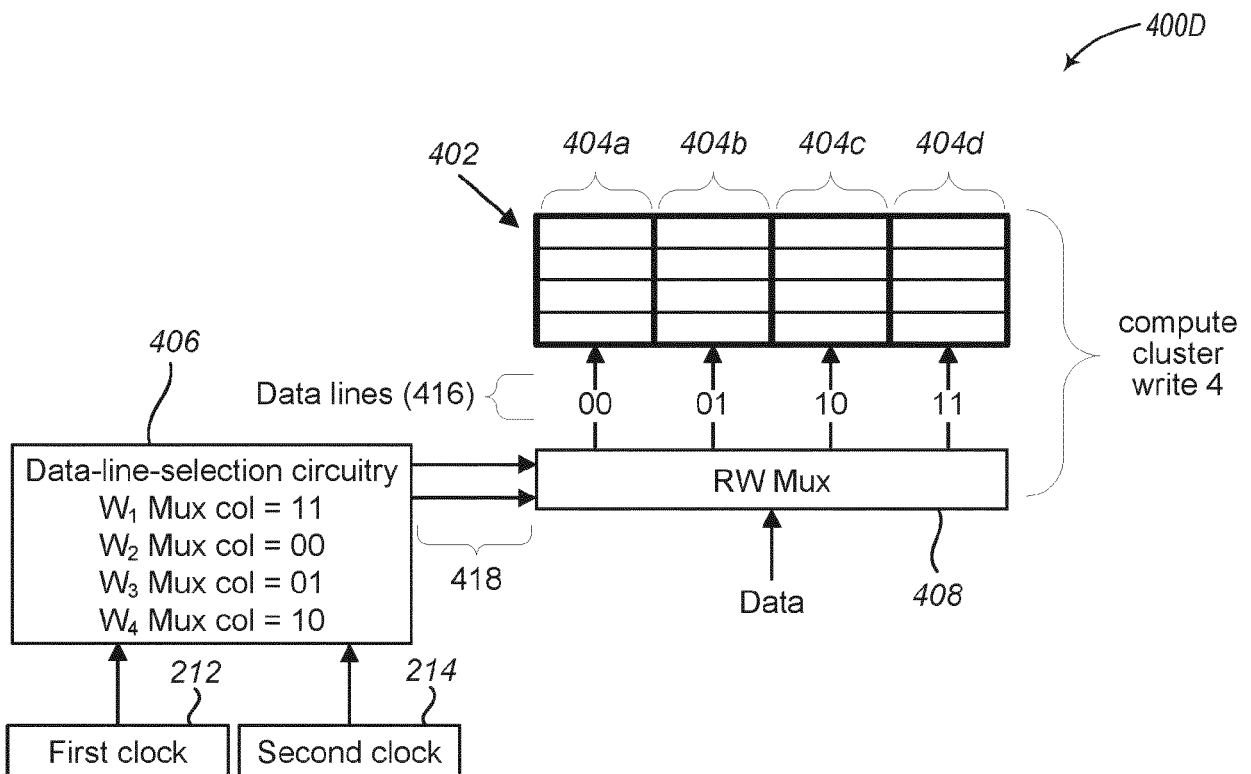 400D
404a 404b 404c 404d
402
compute
cluster
write 4
406
Data lines (416)
00 01 10 11
Data-line-selection circuitry
W₁ Mux col = 11
W₂ Mux col = 00
W₃ Mux col = 01
W₄ Mux col = 10
RW Mux
418
Data
408
212
214
First clock
Second clock